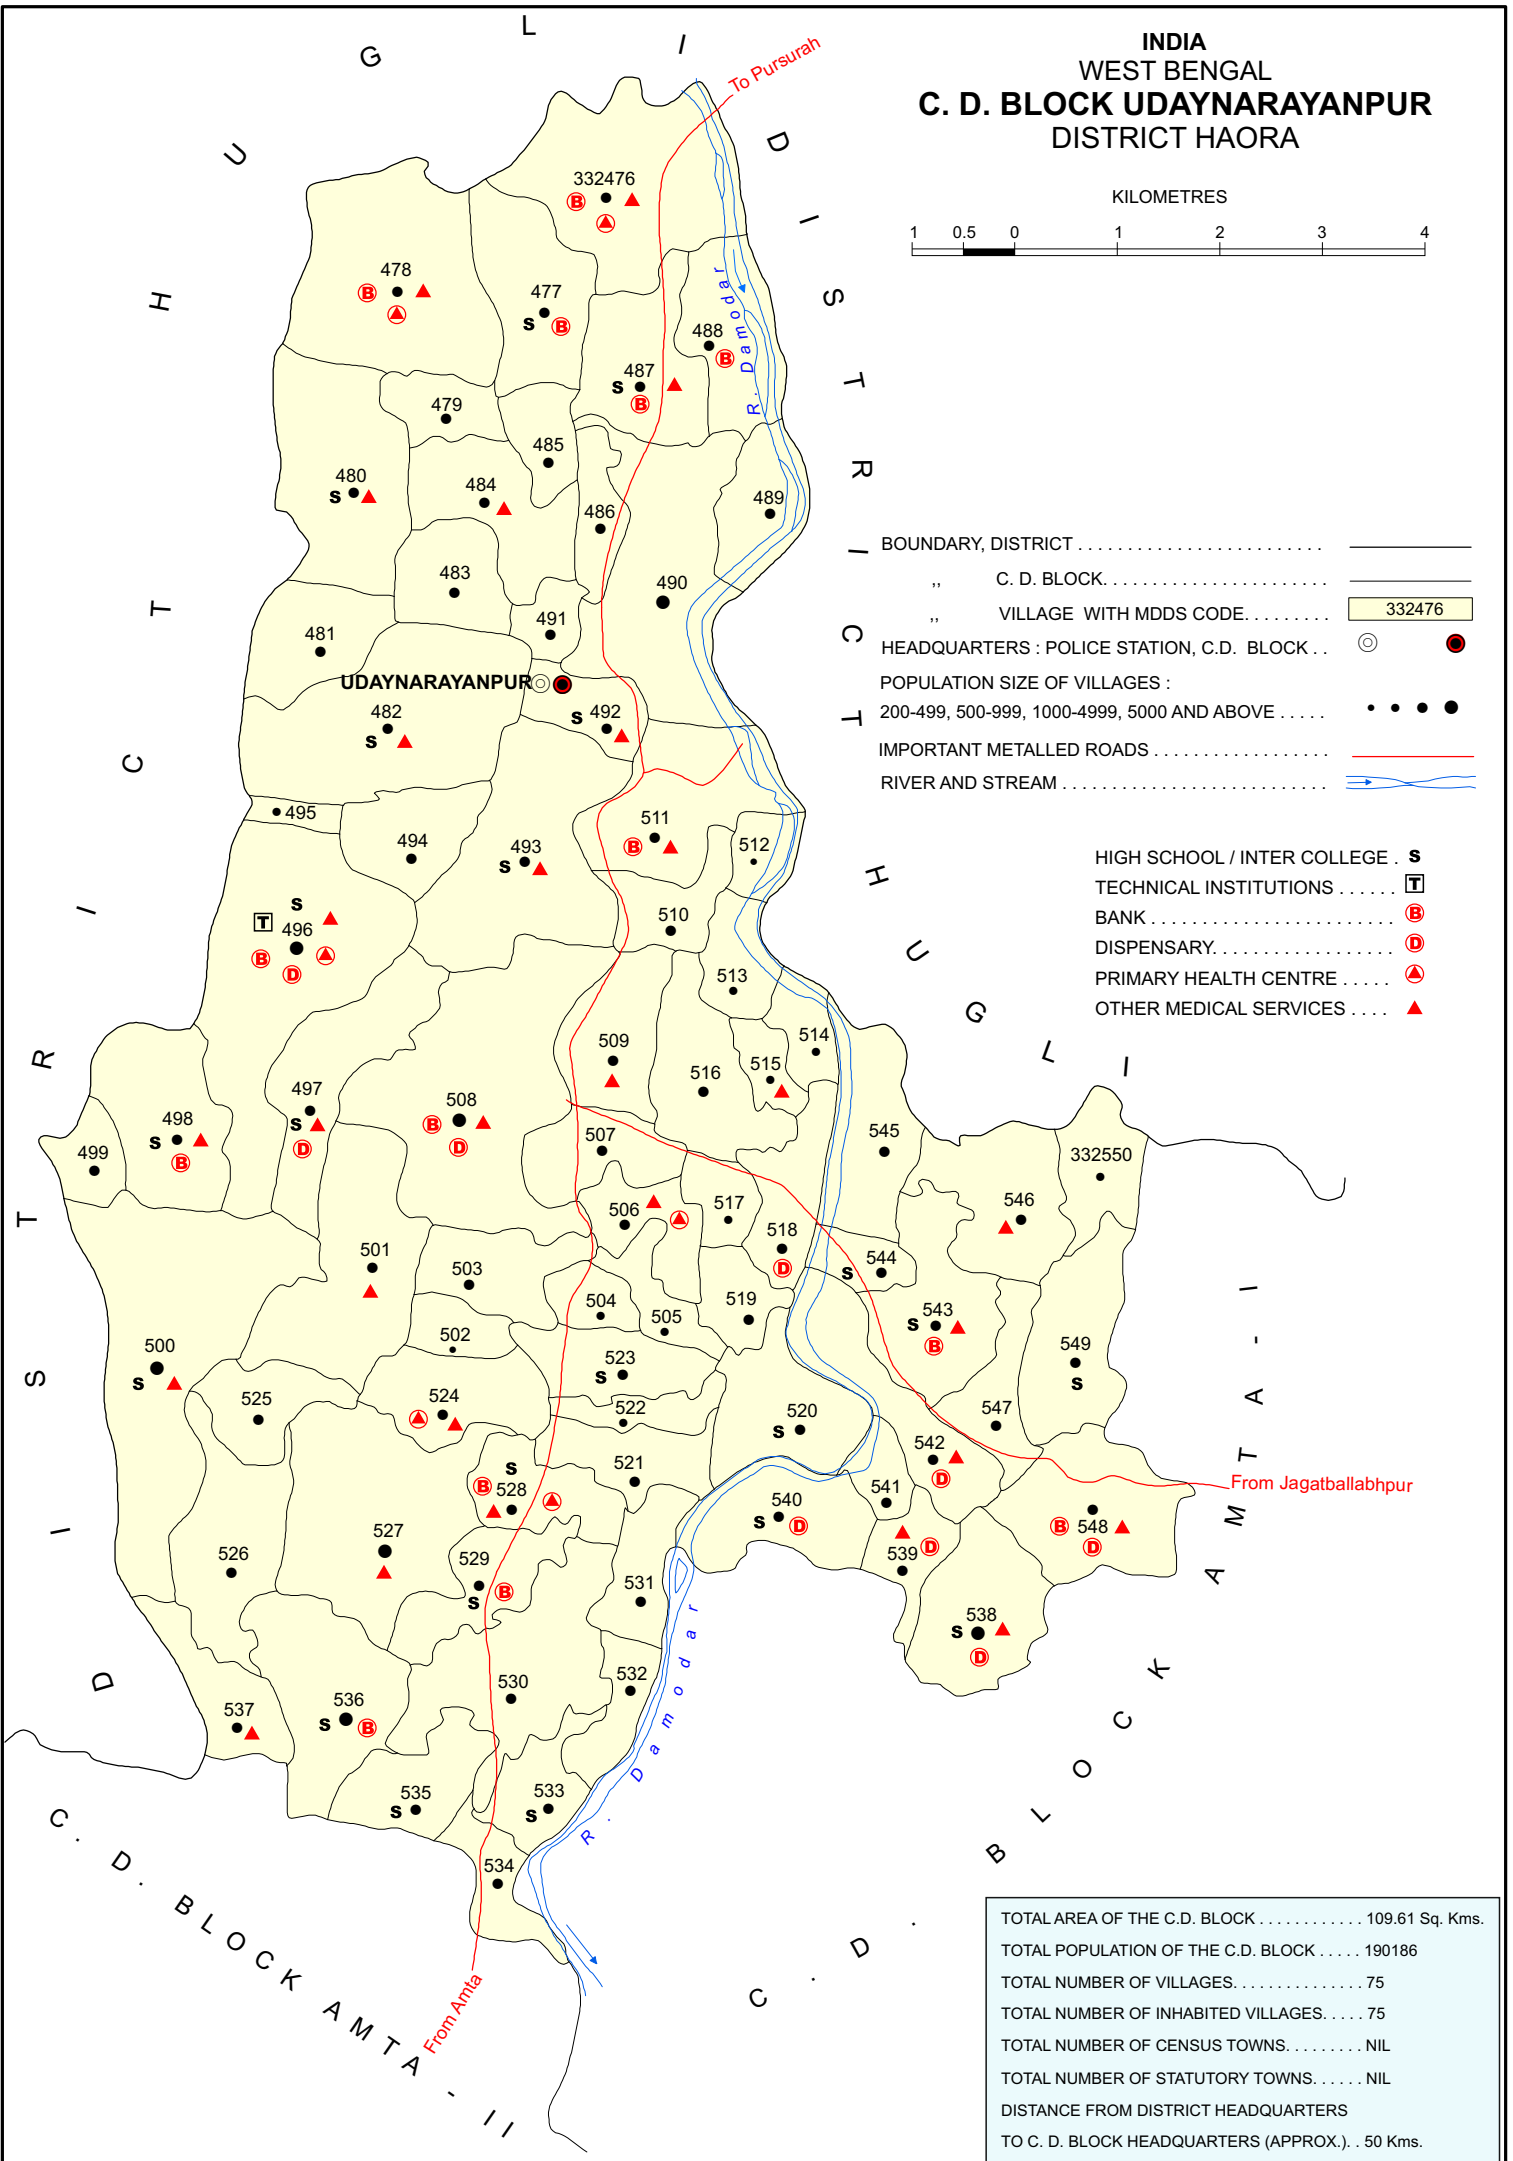 INDIA
WEST BENGAL
C. D. BLOCK UDAYNARAYANPUR
DISTRICT HAORA
KILOMETRES
1 0.5 0 1 2 3 4
BOUNDARY, DISTRICT . . . . . . . . . . . . . . . . . . . . . . . . .
,, C. D. BLOCK. . . . . . . . . . . . . . . . . . . . . . .
,, VILLAGE WITH MDDS CODE. . . . . . . . . 332476
HEADQUARTERS : POLICE STATION, C.D. BLOCK . .
POPULATION SIZE OF VILLAGES :
200-499, 500-999, 1000-4999, 5000 AND ABOVE . . . . .
IMPORTANT METALLED ROADS . . . . . . . . . . . . . . . . . .
RIVER AND STREAM . . . . . . . . . . . . . . . . . . . . . . . . . . .
HIGH SCHOOL / INTER COLLEGE . S
TECHNICAL INSTITUTIONS . . . . . . T
BANK . . . . . . . . . . . . . . . . . . . . . . . . . B
DISPENSARY. . . . . . . . . . . . . . . . . . . D
PRIMARY HEALTH CENTRE . . . . .
OTHER MEDICAL SERVICES . . . .
HUGLI DISTRICT
HUGLI
DISTRICT
To Pursurah
332476
B
478
B
477
S B
R. Damodar
488
B
487
S
B
479
485
480
S
484
486
489
483
490
491
481
UDAYNARAYANPUR
482
S
S 492
495
494
493
S
511
B
512
S
T
496
B
D
510
513
514
509
516
515
497
S
D
508
B
D
498
S
B
499
507
545
332550
506
517
518
D
546
501
503
544
S
504
505
519
543
S
B
502
549
S
500
S
523
S
525
524
522
520
S
547
542
D
From Jagatballabhpur
S
B
528
521
541
540
S D
B 548
D
527
539
D
526
529
B
S
531
538
S
D
530
532
R. Damodar
537
536
S B
535
S
533
S
534
From Amta
C. D. BLOCK AMTA - II
C. D. BLOCK AMTA - I
TOTAL AREA OF THE C.D. BLOCK . . . . . . . . . . . . 109.61 Sq. Kms.
TOTAL POPULATION OF THE C.D. BLOCK . . . . . 190186
TOTAL NUMBER OF VILLAGES. . . . . . . . . . . . . . 75
TOTAL NUMBER OF INHABITED VILLAGES. . . . . 75
TOTAL NUMBER OF CENSUS TOWNS. . . . . . . . . NIL
TOTAL NUMBER OF STATUTORY TOWNS. . . . . . NIL
DISTANCE FROM DISTRICT HEADQUARTERS
TO C. D. BLOCK HEADQUARTERS (APPROX.). . 50 Kms.